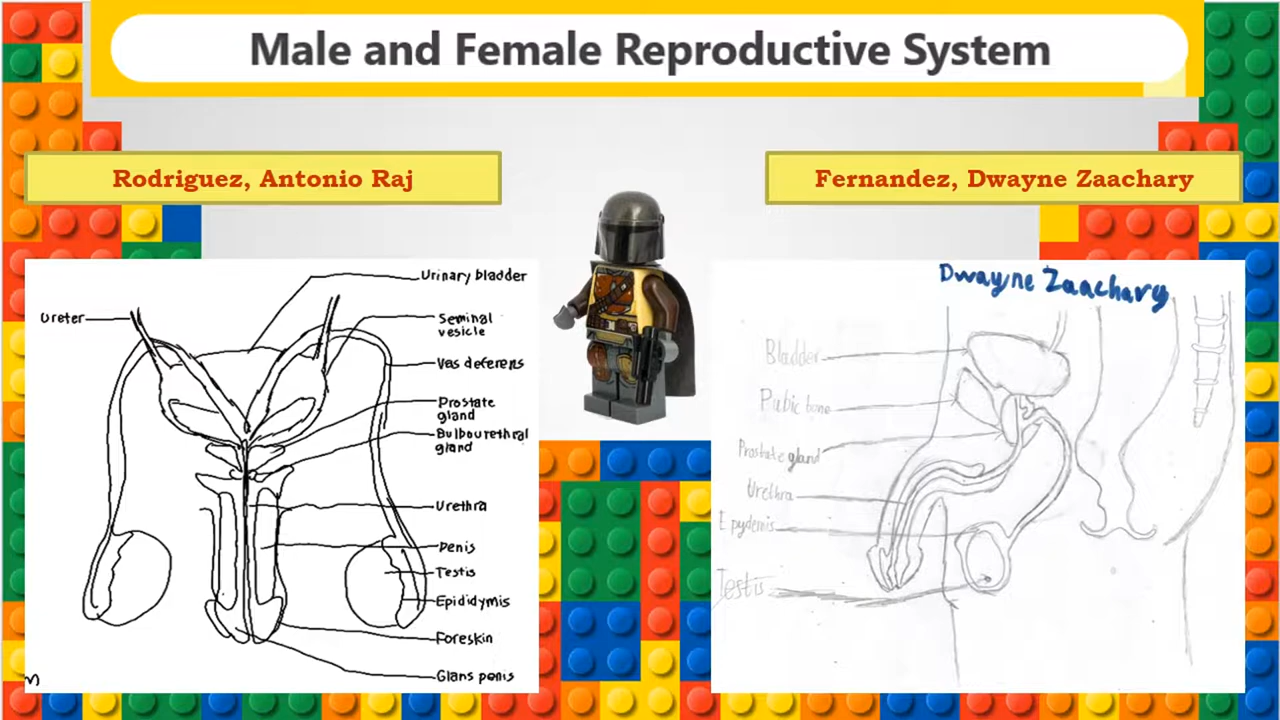 Male and Female Reproductive System
Rodriguez, Antonio Raj
Fernandez, Dwayne Zaachary
Urinary bladder
Ureter
Seminal
vesicle
Vas deferens
Prostate
gland
Bulbourethral
gland
Urethra
Penis
Testis
Epididymis
Foreskin
Glans penis
Dwayne Zaachary
Bladder
Pubic bone
Prostate gland
Urethra
Epydemis
Testis